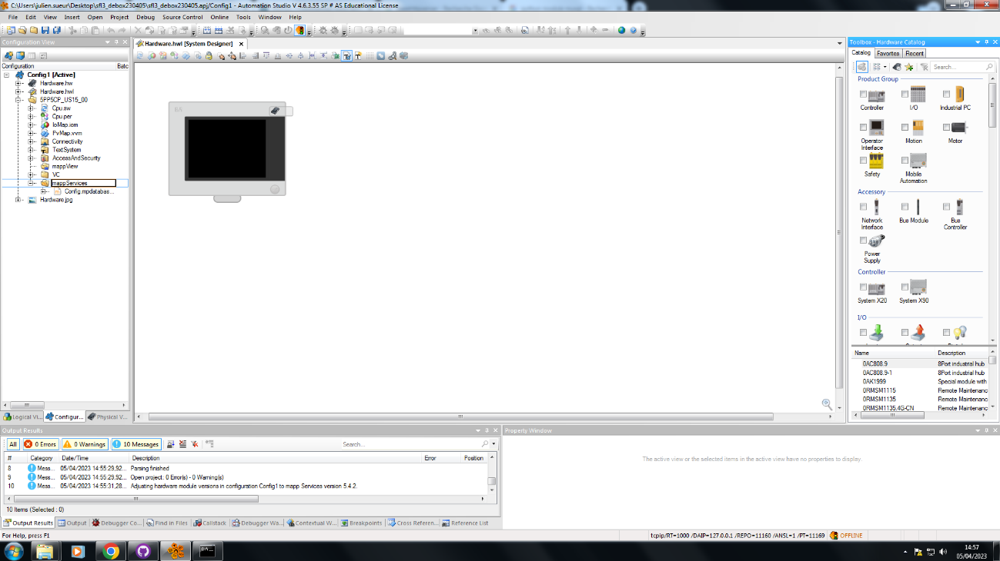 C:\Users\julien.sueur\Desktop\sfl3_debox230405\sfl3_debox230405.apj/Config1 - Automation Studio V 4.6.3.55 SP # AS Educational License
File Edit View Insert Open Project Debug Source Control Online Tools Window Help
Configuration View
Configuration Batc
Config1 [Active]
Hardware.hw
Hardware.hwl
5PP5CP_US15_00
Cpu.sw
Cpu.per
IoMap.iom
PvMap.vvm
Connectivity
TextSystem
AccessAndSecurity
mappView
VC
mappServices
Config.mpdatabas...
Hardware.jpg
Logical Vi... Configur... Physical V...
Hardware.hwl [System Designer]
Toolbox - Hardware Catalog
Catalog Favorites Recent
Search...
Product Group
Controller I/O Industrial PC
Operator Interface Motion Motor
Safety Mobile Automation
Accessory
Network Interface Bus Module Bus Controller
Power Supply
Controller
System X20 System X90
I/O
Name Description
0AC808.9 8Port industrial hub
0AC808.9-1 8Port industrial hub
0AK1999 Special module with
0RMSM1115 Remote Maintenanc
0RMSM1135 Remote Maintenanc
0RMSM1135.4G-CN Remote Maintenanc
Output Results
All 0 Errors 0 Warnings 10 Messages Search...
# Category Date/Time Description Error Position
8 Mess... 05/04/2023 14:55:29,92... Parsing finished
9 Mess... 05/04/2023 14:55:29,92... Open project: 0 Error(s) - 0 Warning(s)
10 Mess... 05/04/2023 14:55:31,28... Adjusting hardware module versions in configuration Config1 to mapp Services version 5.4.2.
10 Items (Selected : 0)
Output Results Output Debugger Co... Find in Files Callstack Debugger Wa... Contextual W... Breakpoints Cross Referen... Reference List
Property Window
The active view or the selected items in the active view have no properties to display.
For Help, press F1
tcpip/RT=1000 /DAIP=127.0.0.1 /REPO=11160 /ANSL=1 /PT=11169 OFFLINE
14:57
05/04/2023